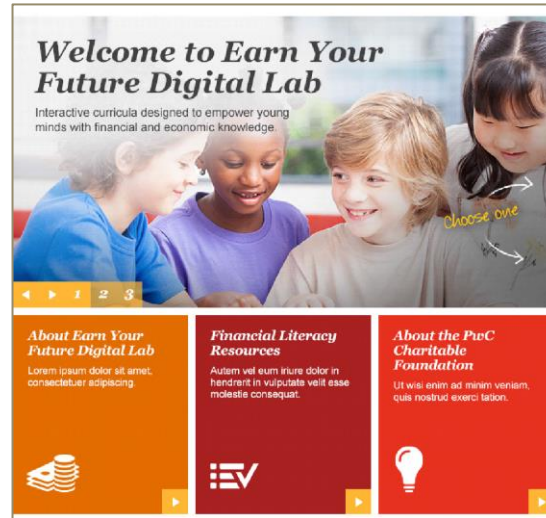 Welcome to Earn Your
Future Digital Lab
Interactive curricula designed to empower young
minds with financial and economic knowledge.
Choose one
1 2 3
About Earn Your
Future Digital Lab
Lorem ipsum dolor sit amet,
consectetuer adipiscing.
Financial Literacy
Resources
Autem vel eum iriure dolor in
hendrerit in vulputate velit esse
molestie consequat.
About the PwC
Charitable
Foundation
Ut wisi enim ad minim veniam,
quis nostrud exerci tation.